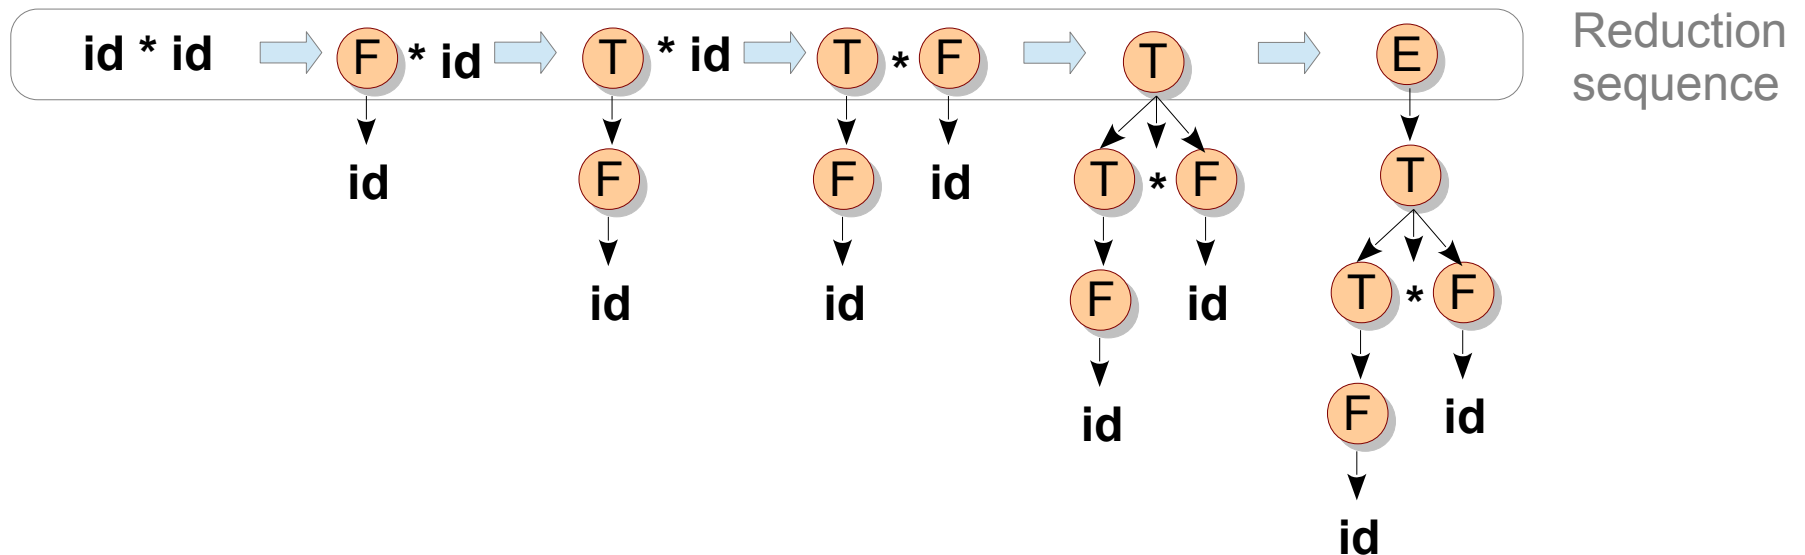 id * id F * id T * id T * F T E Reduction
sequence
id F F id T * F T
id id F id T * F
id F id
id